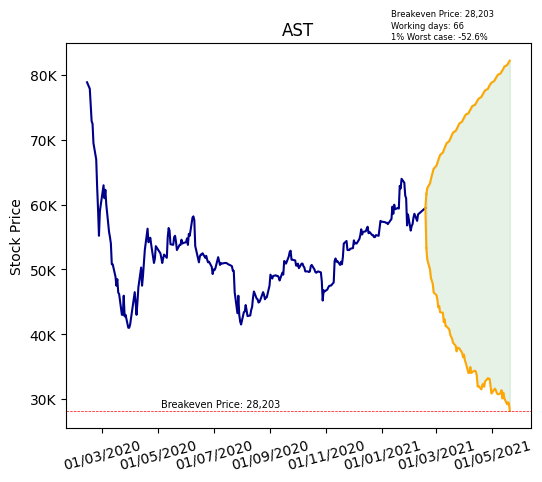 Breakeven Price: 28,203
Working days: 66
1% Worst case: -52.6%
AST
Stock Price
80K
70K
60K
50K
40K
30K
Breakeven Price: 28,203
01/03/2020
01/05/2020
01/07/2020
01/09/2020
01/11/2020
01/01/2021
01/03/2021
01/05/2021